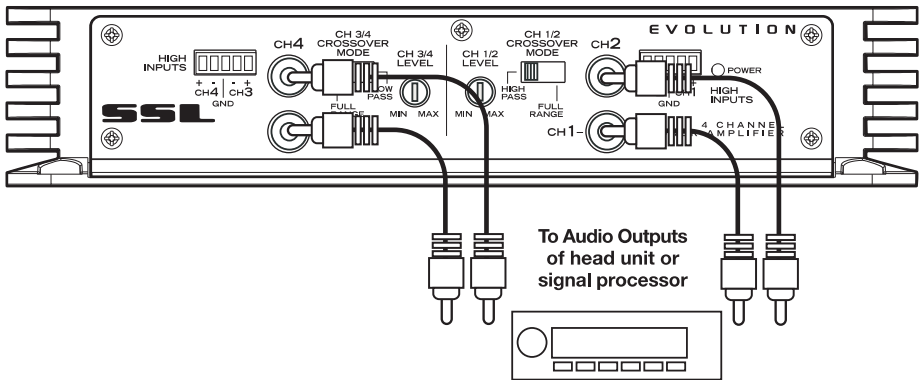 EVOLUTION
HIGH
INPUTS
+ - - +
CH4 CH3
GND
SSL
CH4
CH 3/4
CROSSOVER
MODE
PASS
FULL
CH 3/4
LEVEL
MIN MAX
CH 1/2
LEVEL
MIN MAX
CH 1/2
CROSSOVER
MODE
HIGH
PASS
FULL
RANGE
CH2
GND
POWER
HIGH
INPUTS
CH1
4 CHANNEL
AMPLIFIER
To Audio Outputs
of head unit or
signal processor